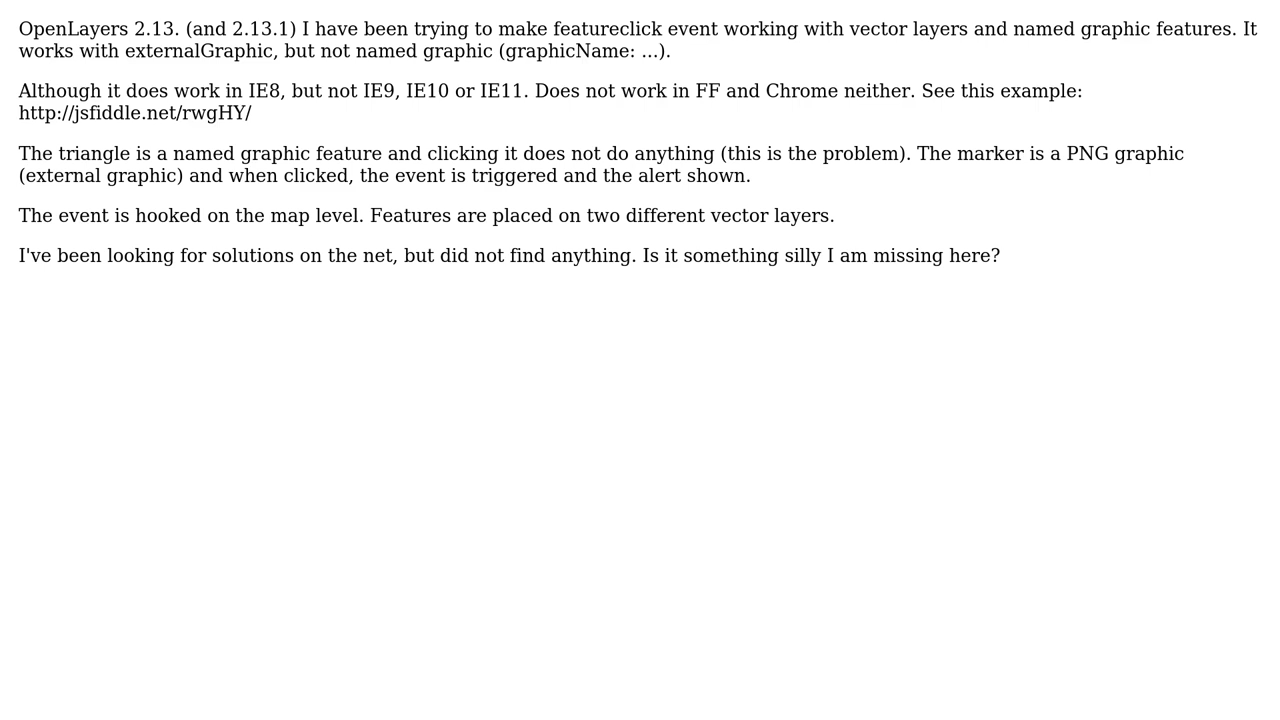 OpenLayers 2.13. (and 2.13.1) I have been trying to make featureclick event working with vector layers and named graphic features. It
works with externalGraphic, but not named graphic (graphicName: ...).
Although it does work in IE8, but not IE9, IE10 or IE11. Does not work in FF and Chrome neither. See this example:
http://jsfiddle.net/rwgHY/
The triangle is a named graphic feature and clicking it does not do anything (this is the problem). The marker is a PNG graphic
(external graphic) and when clicked, the event is triggered and the alert shown.
The event is hooked on the map level. Features are placed on two different vector layers.
I've been looking for solutions on the net, but did not find anything. Is it something silly I am missing here?